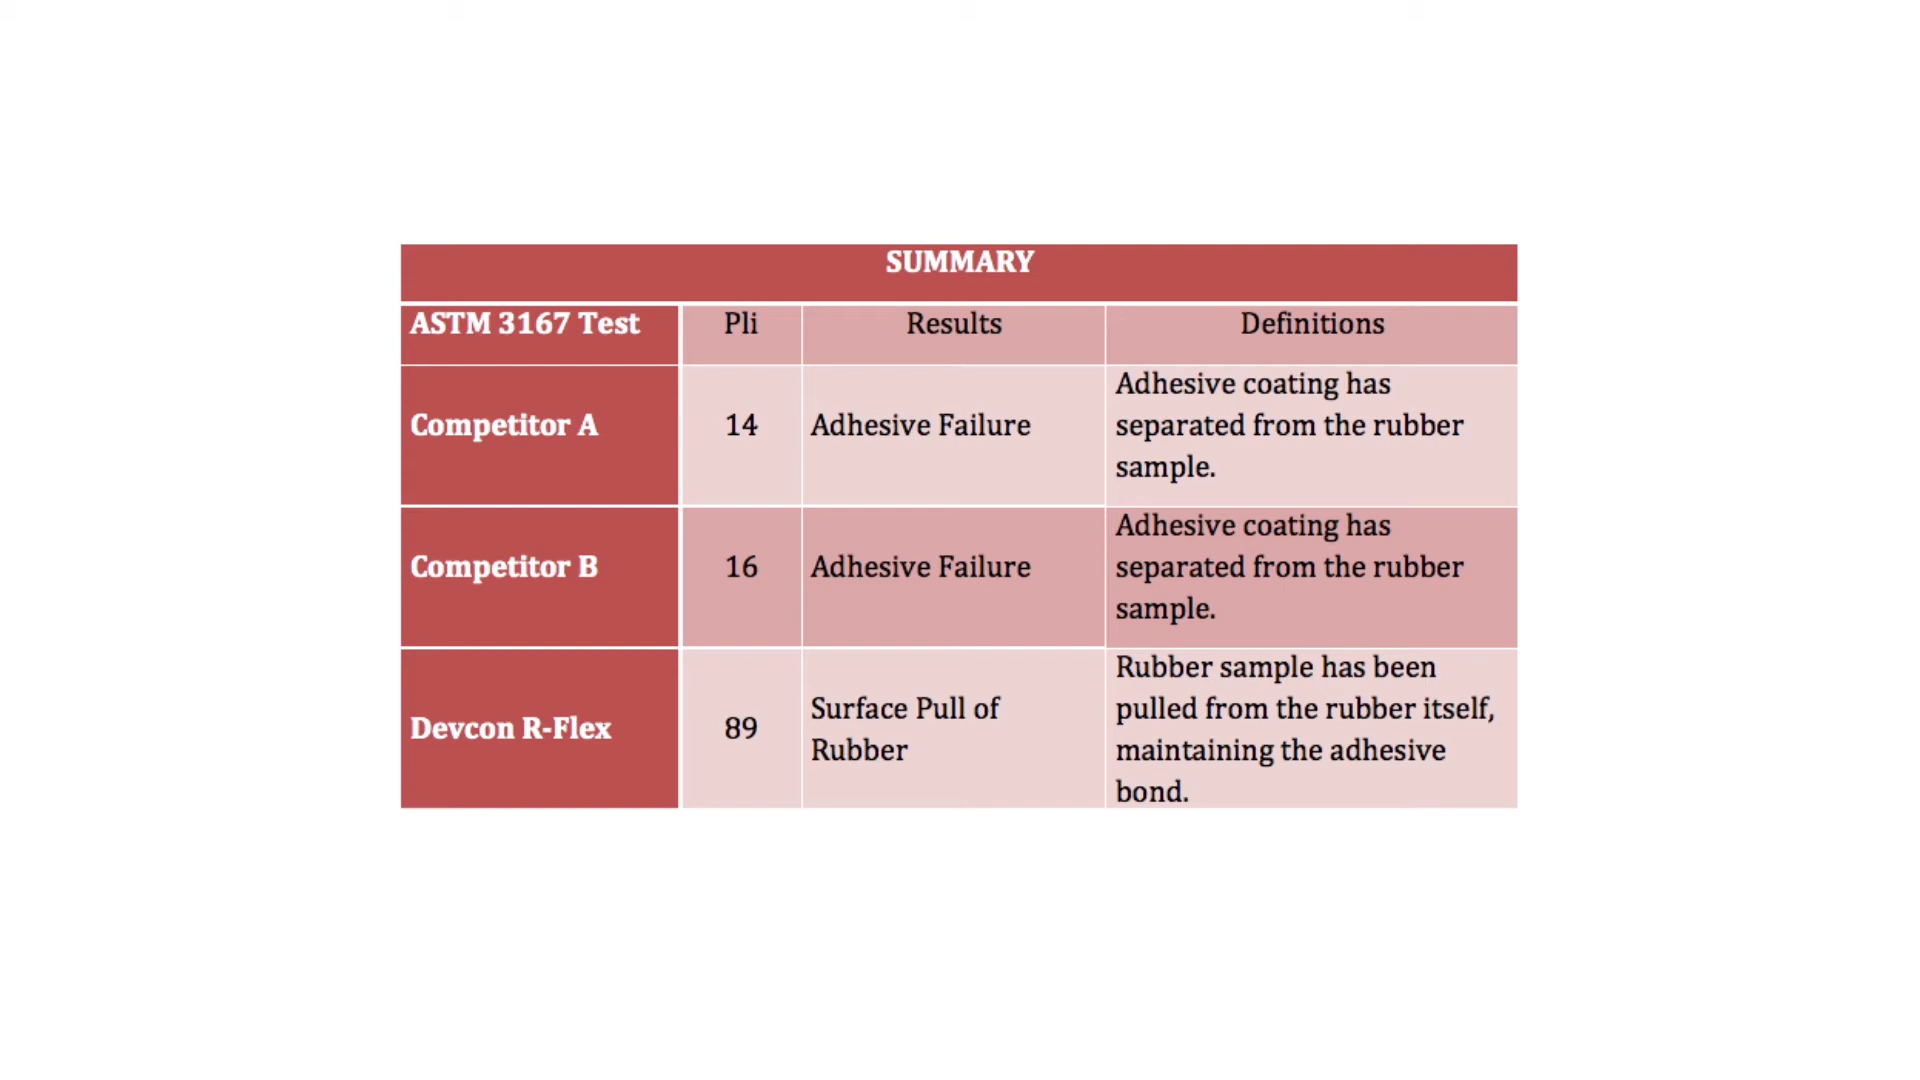 SUMMARY
ASTM 3167 Test Pli Results Definitions
Competitor A 14 Adhesive Failure Adhesive coating has
separated from the rubber
sample.
Competitor B 16 Adhesive Failure Adhesive coating has
separated from the rubber
sample.
Devcon R-Flex 89 Surface Pull of
Rubber
Rubber sample has been
pulled from the rubber itself,
maintaining the adhesive
bond.